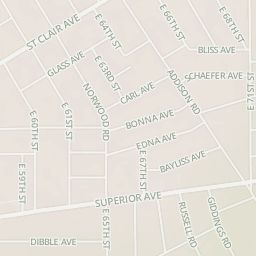 ST CLAIR AVE
E 64TH ST
E 66TH ST
E 68TH ST
BLISS AVE
GLASS AVE
E 63RD ST
ADDISON RD
SCHAEFER AVE
CARL AVE
E 71ST ST
NORWOOD RD
E 60TH ST
E 61ST ST
BONNA AVE
EDNA AVE
BAYLISS AVE
E 67TH ST
E 59TH ST
SUPERIOR AVE
E 65TH ST
RUSSELL RD
GIDDINGS RD
DIBBLE AVE